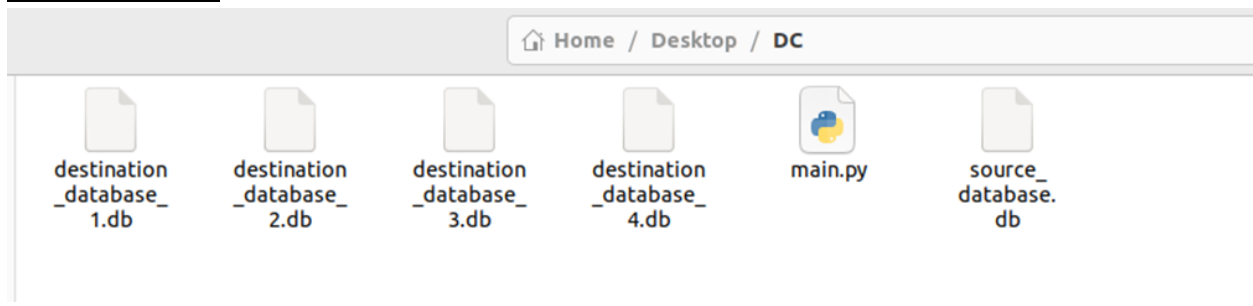 Home / Desktop / DC
destination
_database_
1.db
destination
_database_
2.db
destination
_database_
3.db
destination
_database_
4.db
main.py
source_
database.
db